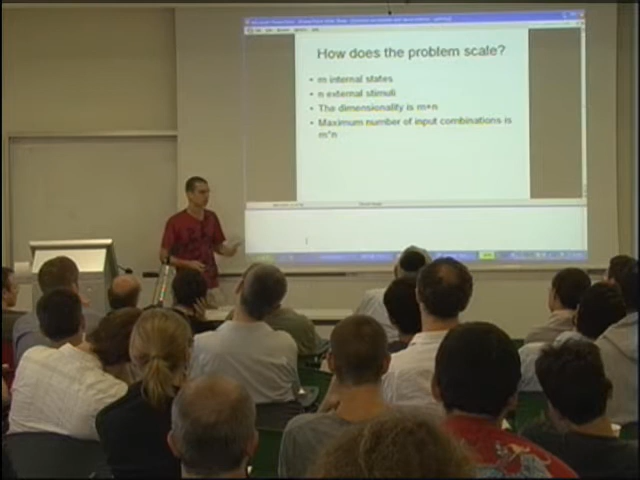 How does the problem scale?
• m internal states
• n external stimuli
• The dimensionality is m+n
• Maximum number of input combinations is
m^n